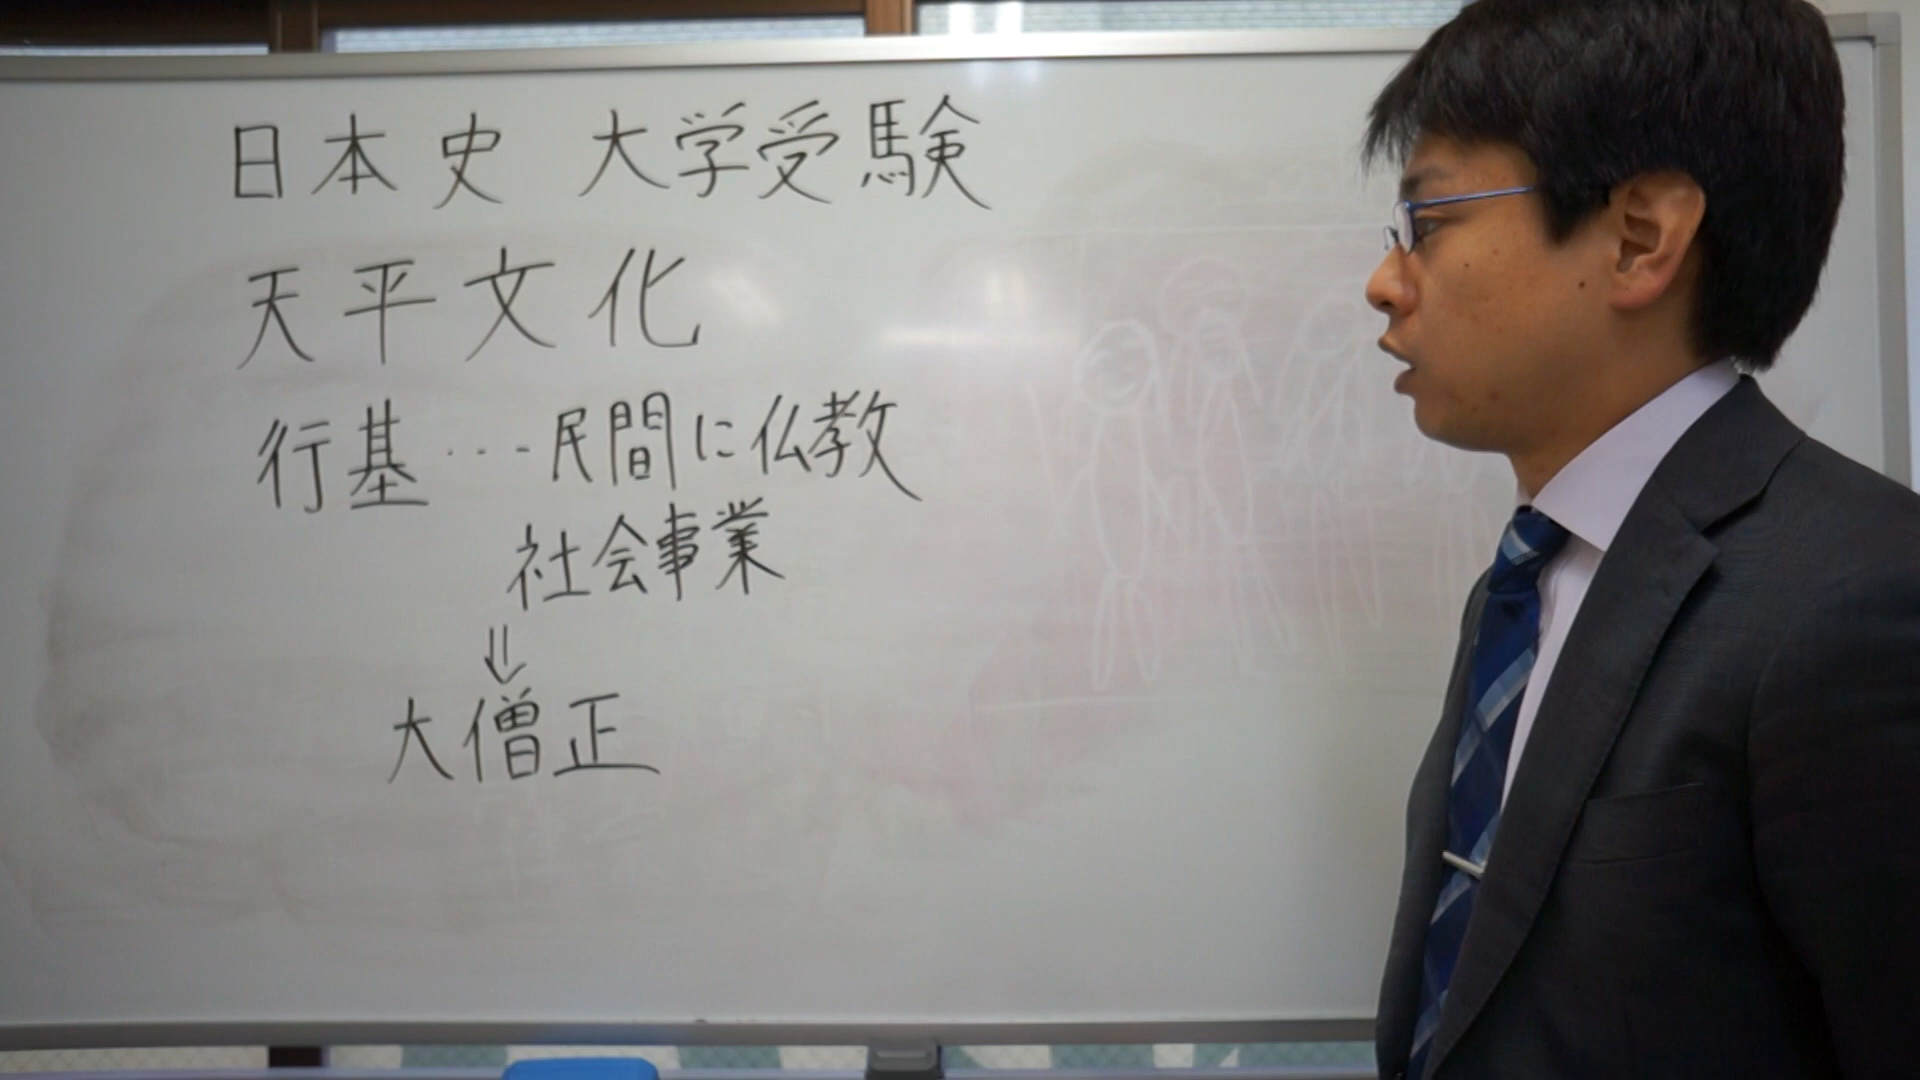 日本史 大学受験
天平文化
行基…民間に仏教
社会事業
⇓
大僧正